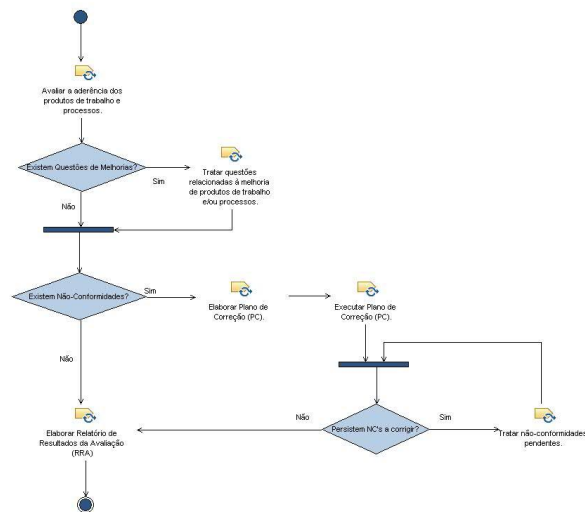 Avaliar a aderência dos
produtos de trabalho e
processos.
Existem Questões de Melhorias?
Sim
Tratar questões
relacionadas á melhoria
de produtos de trabalho
e/ou processos.
Não
Existem Não-Conformidades?
Sim
Elaborar Plano de
Correção (PC).
Executar Plano de
Correção (PC).
Não
Elaborar Relatório de
Resultados da Avaliação
(RRA)
Não
Persistem NC's a corrigir?
Sim
Tratar não-conformidades
pendentes.